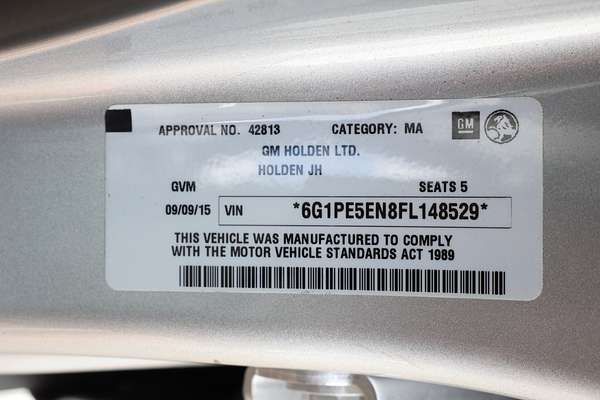 APPROVAL NO. 42813 CATEGORY: MA GM
GM HOLDEN LTD.
HOLDEN JH
GVM SEATS 5
09/09/15 VIN *6G1PE5EN8FL148529*
THIS VEHICLE WAS MANUFACTURED TO COMPLY
WITH THE MOTOR VEHICLE STANDARDS ACT 1989